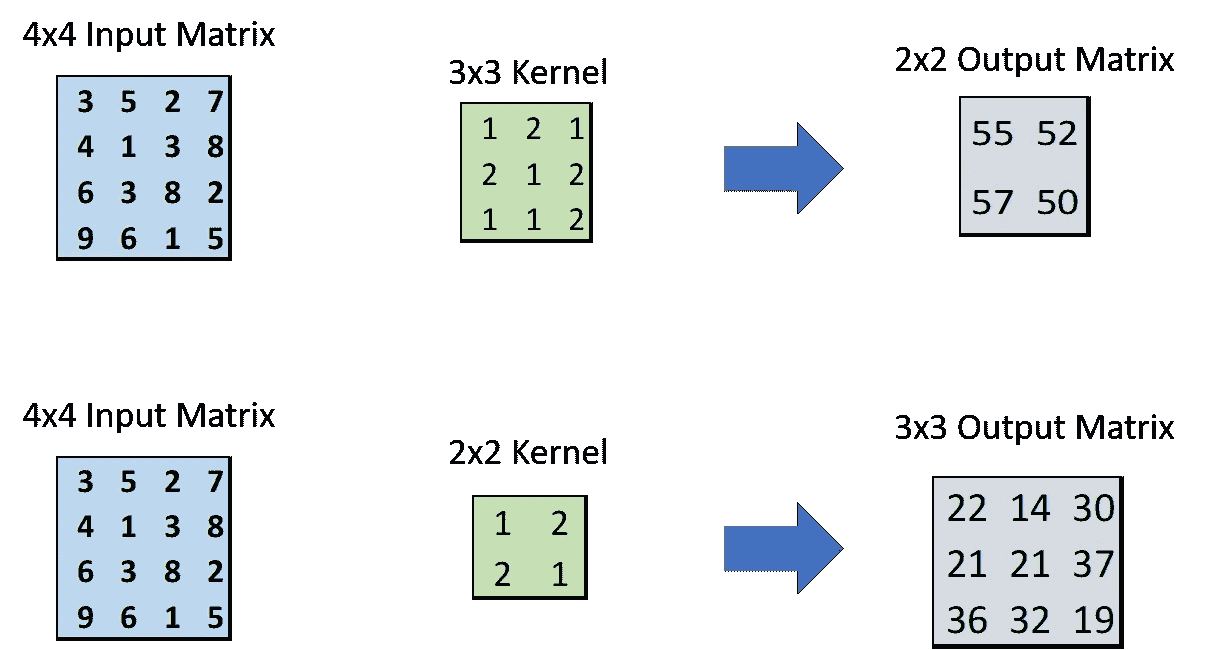 4x4 Input Matrix
3 5 2 7
4 1 3 8
6 3 8 2
9 6 1 5
3x3 Kernel
1 2 1
2 1 2
1 1 2
2x2 Output Matrix
55 52
57 50
4x4 Input Matrix
3 5 2 7
4 1 3 8
6 3 8 2
9 6 1 5
2x2 Kernel
1 2
2 1
3x3 Output Matrix
22 14 30
21 21 37
36 32 19